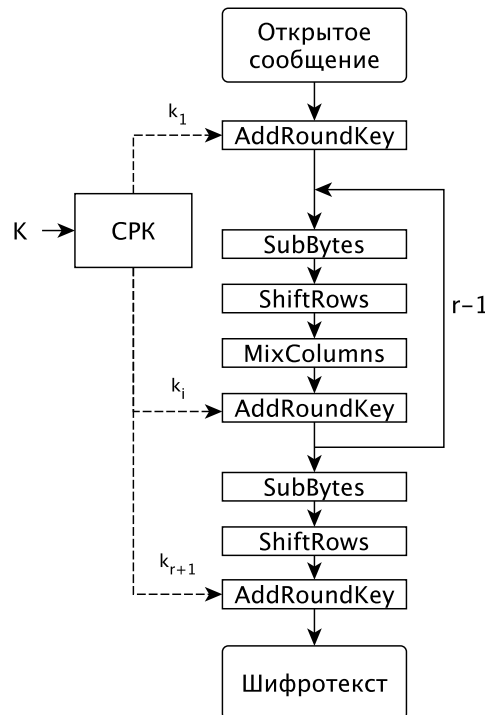 Открытое
сообщение
k1
AddRoundKey
K
СРК
SubBytes
ShiftRows
r-1
MixColumns
ki
AddRoundKey
SubBytes
ShiftRows
kr+1
AddRoundKey
Шифротекст